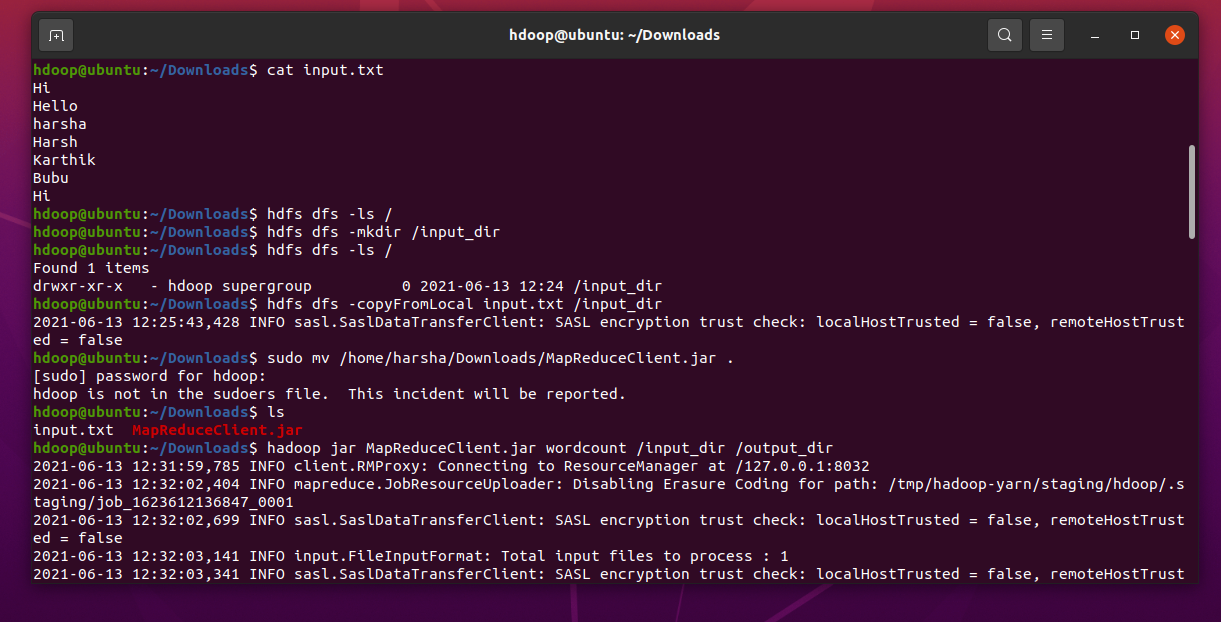 hdoop@ubuntu: ~/Downloads
hdoop@ubuntu:~/Downloads$ cat input.txt
Hi
Hello
harsha
Harsh
Karthik
Bubu
Hi
hdoop@ubuntu:~/Downloads$ hdfs dfs -ls /
hdoop@ubuntu:~/Downloads$ hdfs dfs -mkdir /input_dir
hdoop@ubuntu:~/Downloads$ hdfs dfs -ls /
Found 1 items
drwxr-xr-x   - hdoop supergroup          0 2021-06-13 12:24 /input_dir
hdoop@ubuntu:~/Downloads$ hdfs dfs -copyFromLocal input.txt /input_dir
2021-06-13 12:25:43,428 INFO sasl.SaslDataTransferClient: SASL encryption trust check: localHostTrusted = false, remoteHostTrust
ed = false
hdoop@ubuntu:~/Downloads$ sudo mv /home/harsha/Downloads/MapReduceClient.jar .
[sudo] password for hdoop:
hdoop is not in the sudoers file.  This incident will be reported.
hdoop@ubuntu:~/Downloads$ ls
input.txt  MapReduceClient.jar
hdoop@ubuntu:~/Downloads$ hadoop jar MapReduceClient.jar wordcount /input_dir /output_dir
2021-06-13 12:31:59,785 INFO client.RMProxy: Connecting to ResourceManager at /127.0.0.1:8032
2021-06-13 12:32:02,404 INFO mapreduce.JobResourceUploader: Disabling Erasure Coding for path: /tmp/hadoop-yarn/staging/hdoop/.s
taging/job_1623612136847_0001
2021-06-13 12:32:02,699 INFO sasl.SaslDataTransferClient: SASL encryption trust check: localHostTrusted = false, remoteHostTrust
ed = false
2021-06-13 12:32:03,141 INFO input.FileInputFormat: Total input files to process : 1
2021-06-13 12:32:03,341 INFO sasl.SaslDataTransferClient: SASL encryption trust check: localHostTrusted = false, remoteHostTrust